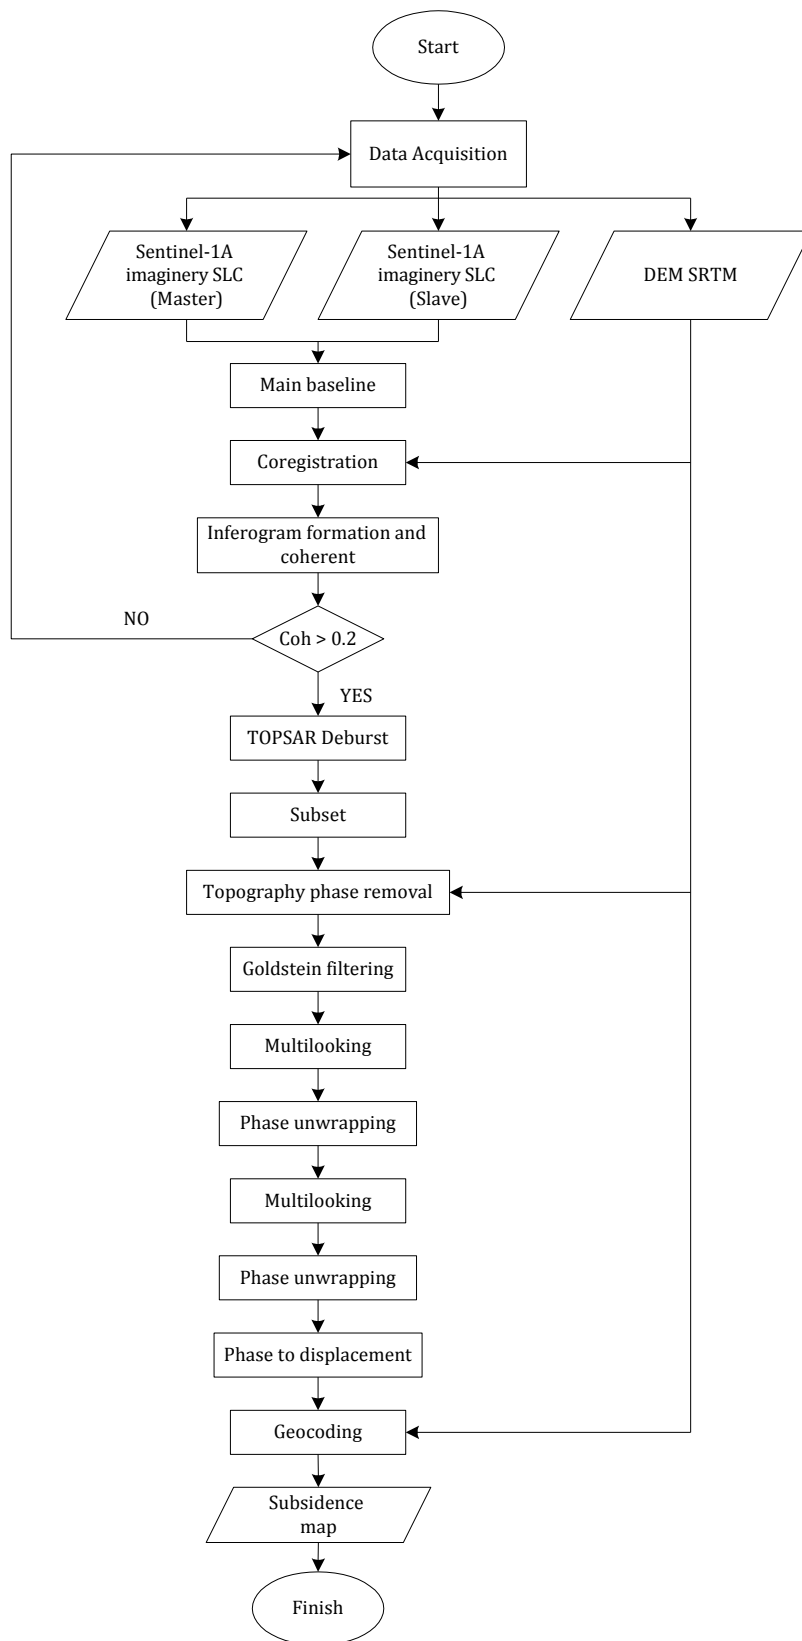 Start
Data Acquisition
Sentinel-1A
imaginery SLC
(Master)
Sentinel-1A
imaginery SLC
(Slave)
DEM SRTM
Main baseline
Coregistration
Inferogram formation and
coherent
NO
Coh > 0.2
YES
TOPSAR Deburst
Subset
Topography phase removal
Goldstein filtering
Multilooking
Phase unwrapping
Multilooking
Phase unwrapping
Phase to displacement
Geocoding
Subsidence
map
Finish